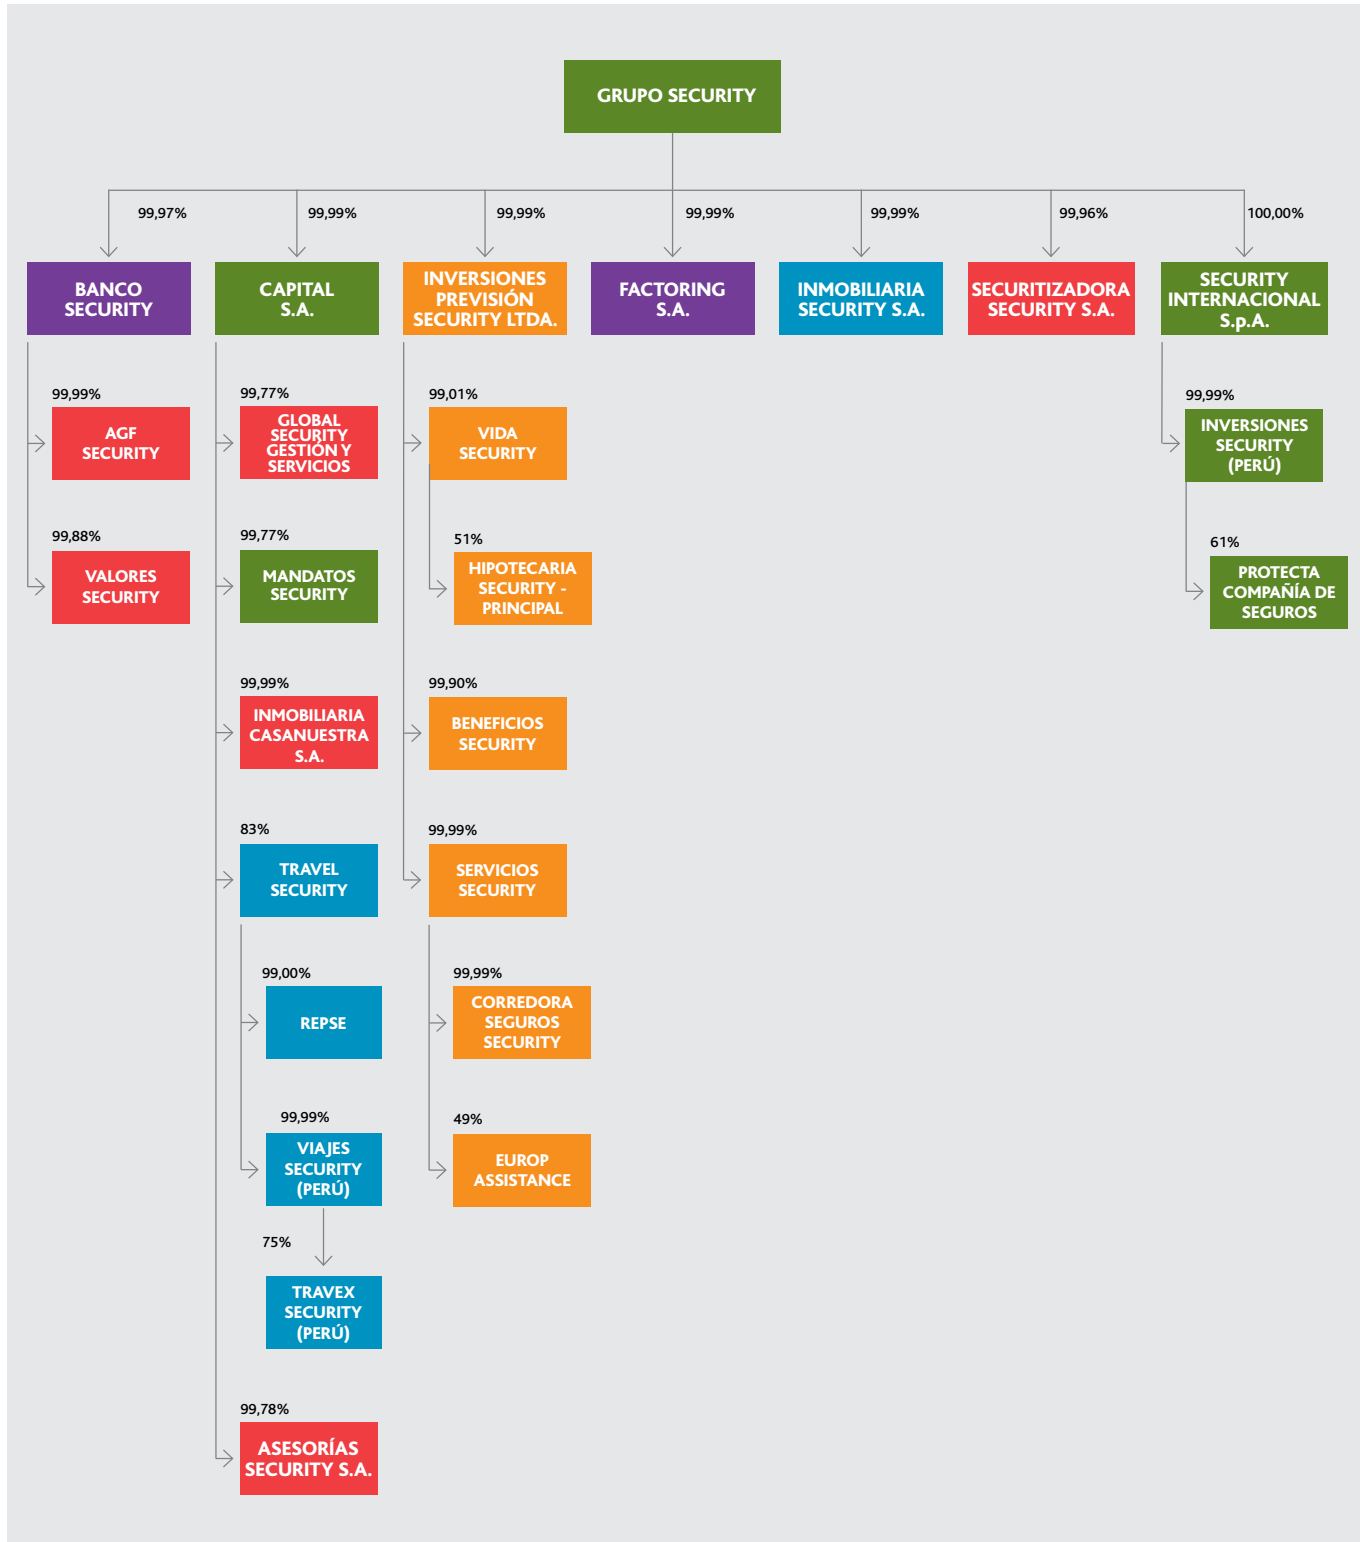 GRUPO SECURITY
99,97%
99,99%
99,99%
99,99%
99,99%
99,96%
100,00%
BANCO
SECURITY
CAPITAL
S.A.
INVERSIONES
PREVISIÓN
SECURITY LTDA.
FACTORING
S.A.
INMOBILIARIA
SECURITY S.A.
SECURITIZADORA
SECURITY S.A.
SECURITY
INTERNACIONAL
S.p.A.
99,99%
AGF
SECURITY
99,88%
VALORES
SECURITY
99,77%
GLOBAL
SECURITY
GESTIÓN Y
SERVICIOS
99,77%
MANDATOS
SECURITY
99,99%
INMOBILIARIA
CASANUESTRA
S.A.
83%
TRAVEL
SECURITY
99,00%
REPSE
99,99%
VIAJES
SECURITY
(PERÚ)
75%
TRAVEX
SECURITY
(PERÚ)
99,78%
ASESORÍAS
SECURITY S.A.
99,01%
VIDA
SECURITY
51%
HIPOTECARIA
SECURITY -
PRINCIPAL
99,90%
BENEFICIOS
SECURITY
99,99%
SERVICIOS
SECURITY
99,99%
CORREDORA
SEGUROS
SECURITY
49%
EUROP
ASSISTANCE
99,99%
INVERSIONES
SECURITY
(PERÚ)
61%
PROTECTA
COMPAÑÍA DE
SEGUROS